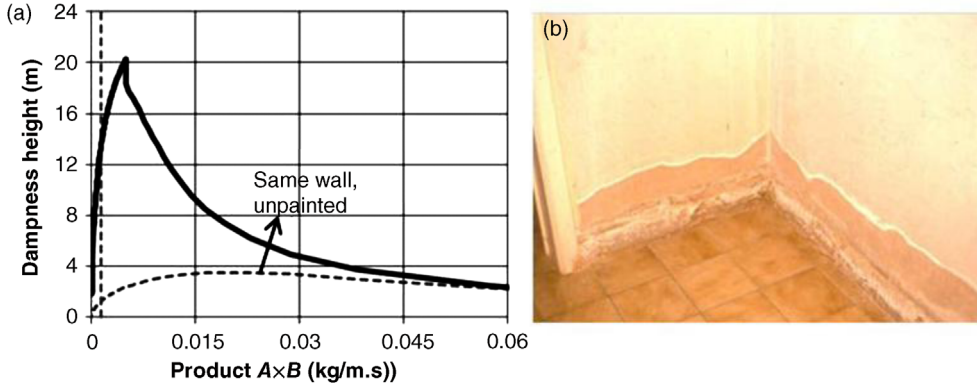 (a)
24
20
16
12
8
4
0
Dampness height (m)
Same wall,
unpainted
0 0.015 0.03 0.045 0.06
Product A×B (kg/m.s))
(b)